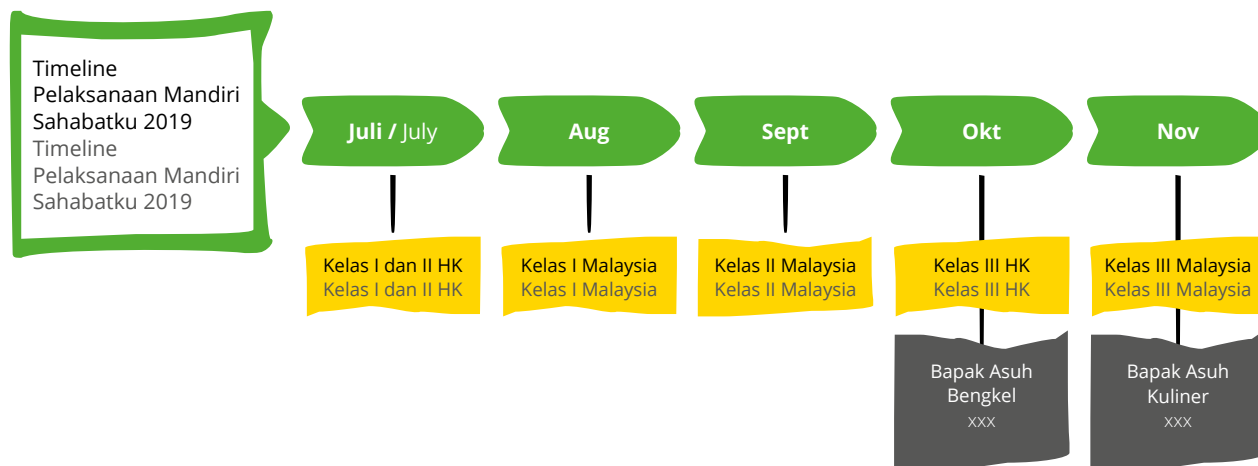 Timeline
Pelaksanaan Mandiri
Sahabatku 2019
Timeline
Pelaksanaan Mandiri
Sahabatku 2019
Juli / July
Aug
Sept
Okt
Nov
Kelas I dan II HK
Kelas I dan II HK
Kelas I Malaysia
Kelas I Malaysia
Kelas II Malaysia
Kelas II Malaysia
Kelas III HK
Kelas III HK
Kelas III Malaysia
Kelas III Malaysia
Bapak Asuh
Bengkel
xxx
Bapak Asuh
Kuliner
xxx